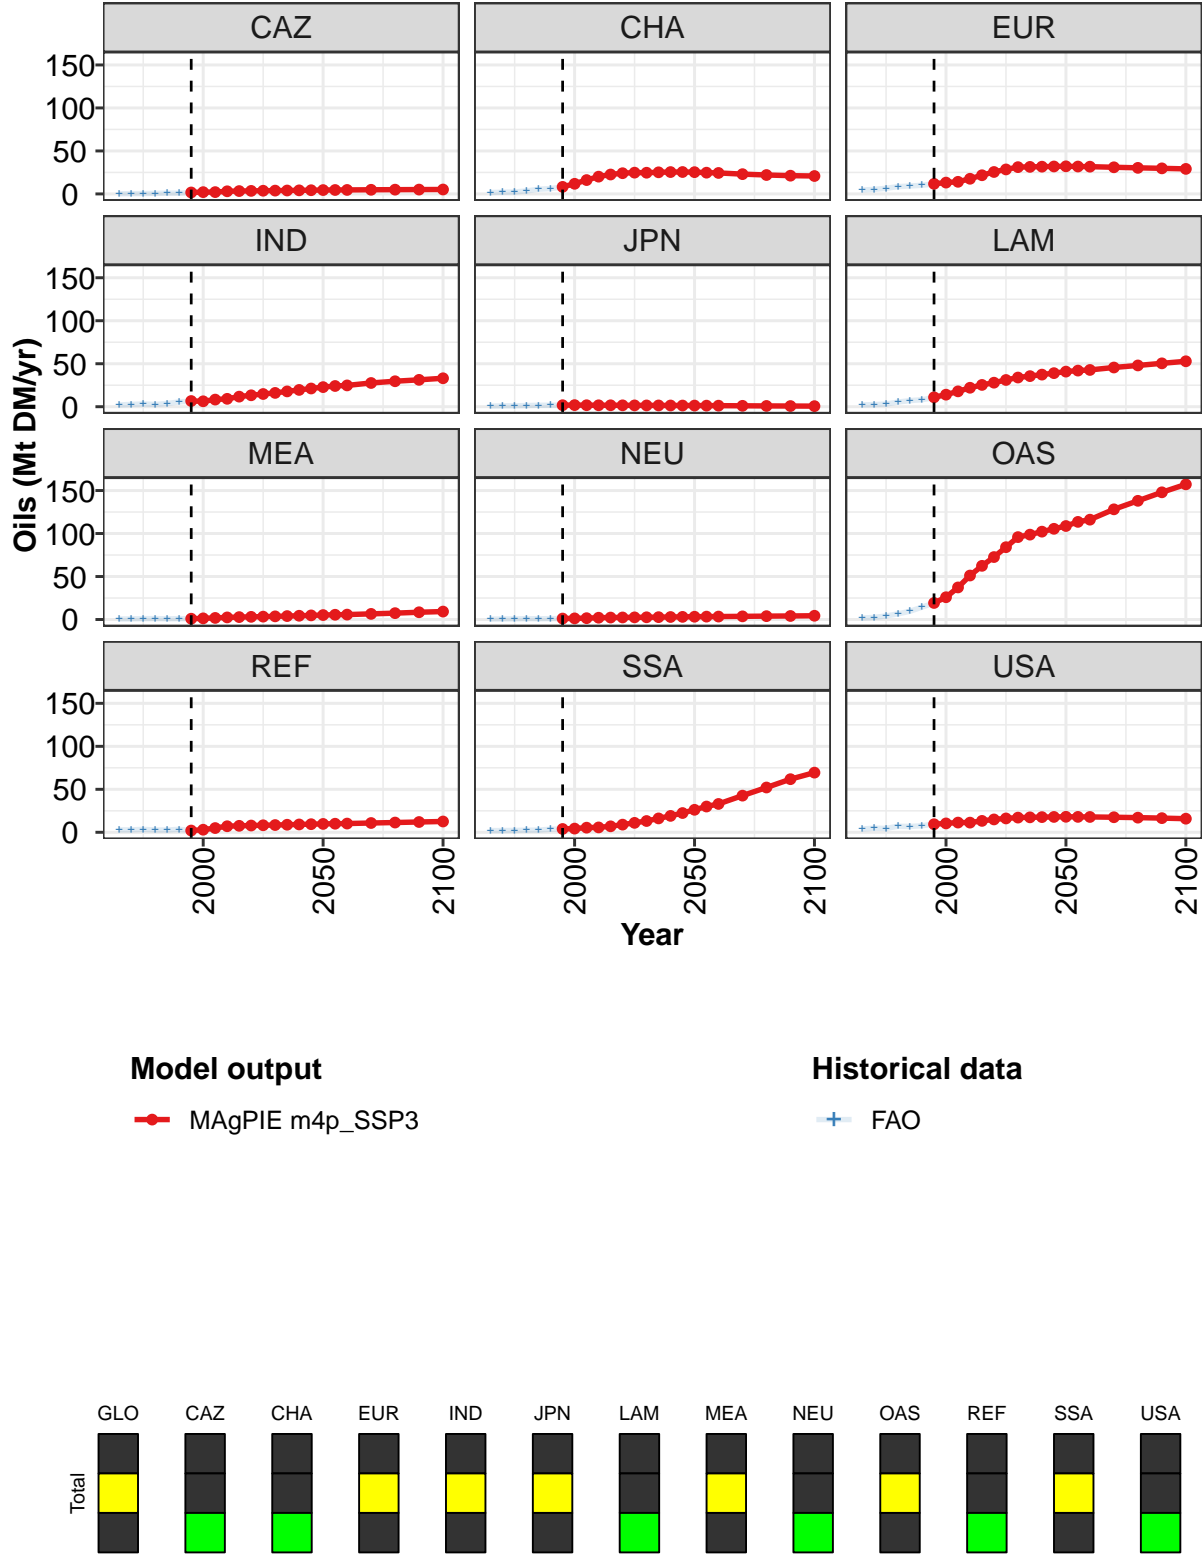 CAZ CHA EUR
150
100
50
0
IND JPN LAM
150
100
50
0
MEA NEU OAS
150
100
50
0
REF SSA USA
150
100
50
0
Oils (Mt DM/yr)
2000 2050 2100 2000 2050 2100 2000 2050 2100
Year
Model output Historical data
MAgPIE m4p_SSP3 FAO
GLO CAZ CHA EUR IND JPN LAM MEA NEU OAS REF SSA USA
Total